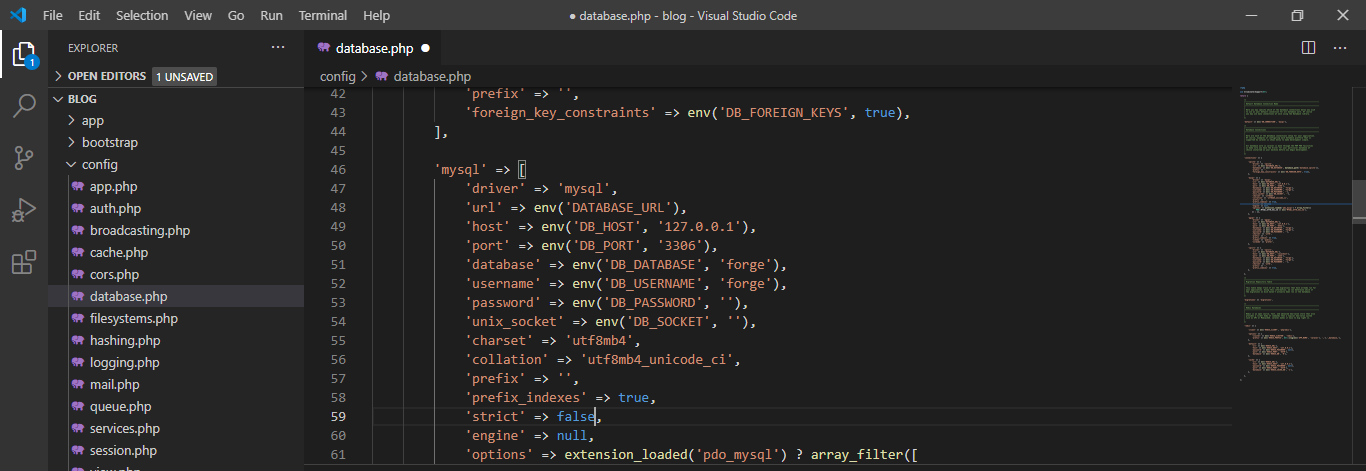 File Edit Selection View Go Run Terminal Help ● database.php - blog - Visual Studio Code
EXPLORER ···
1
OPEN EDITORS 1 UNSAVED
BLOG
app
bootstrap
config
app.php
auth.php
broadcasting.php
cache.php
cors.php
database.php
filesystems.php
hashing.php
logging.php
mail.php
queue.php
services.php
session.php
view.php
database.php ●
config > database.php
42 'prefix' => '',
43 'foreign_key_constraints' => env('DB_FOREIGN_KEYS', true),
44 ],
45
46 'mysql' => [
47 'driver' => 'mysql',
48 'url' => env('DATABASE_URL'),
49 'host' => env('DB_HOST', '127.0.0.1'),
50 'port' => env('DB_PORT', '3306'),
51 'database' => env('DB_DATABASE', 'forge'),
52 'username' => env('DB_USERNAME', 'forge'),
53 'password' => env('DB_PASSWORD', ''),
54 'unix_socket' => env('DB_SOCKET', ''),
55 'charset' => 'utf8mb4',
56 'collation' => 'utf8mb4_unicode_ci',
57 'prefix' => '',
58 'prefix_indexes' => true,
59 'strict' => false,
60 'engine' => null,
61 'options' => extension_loaded('pdo_mysql') ? array_filter([